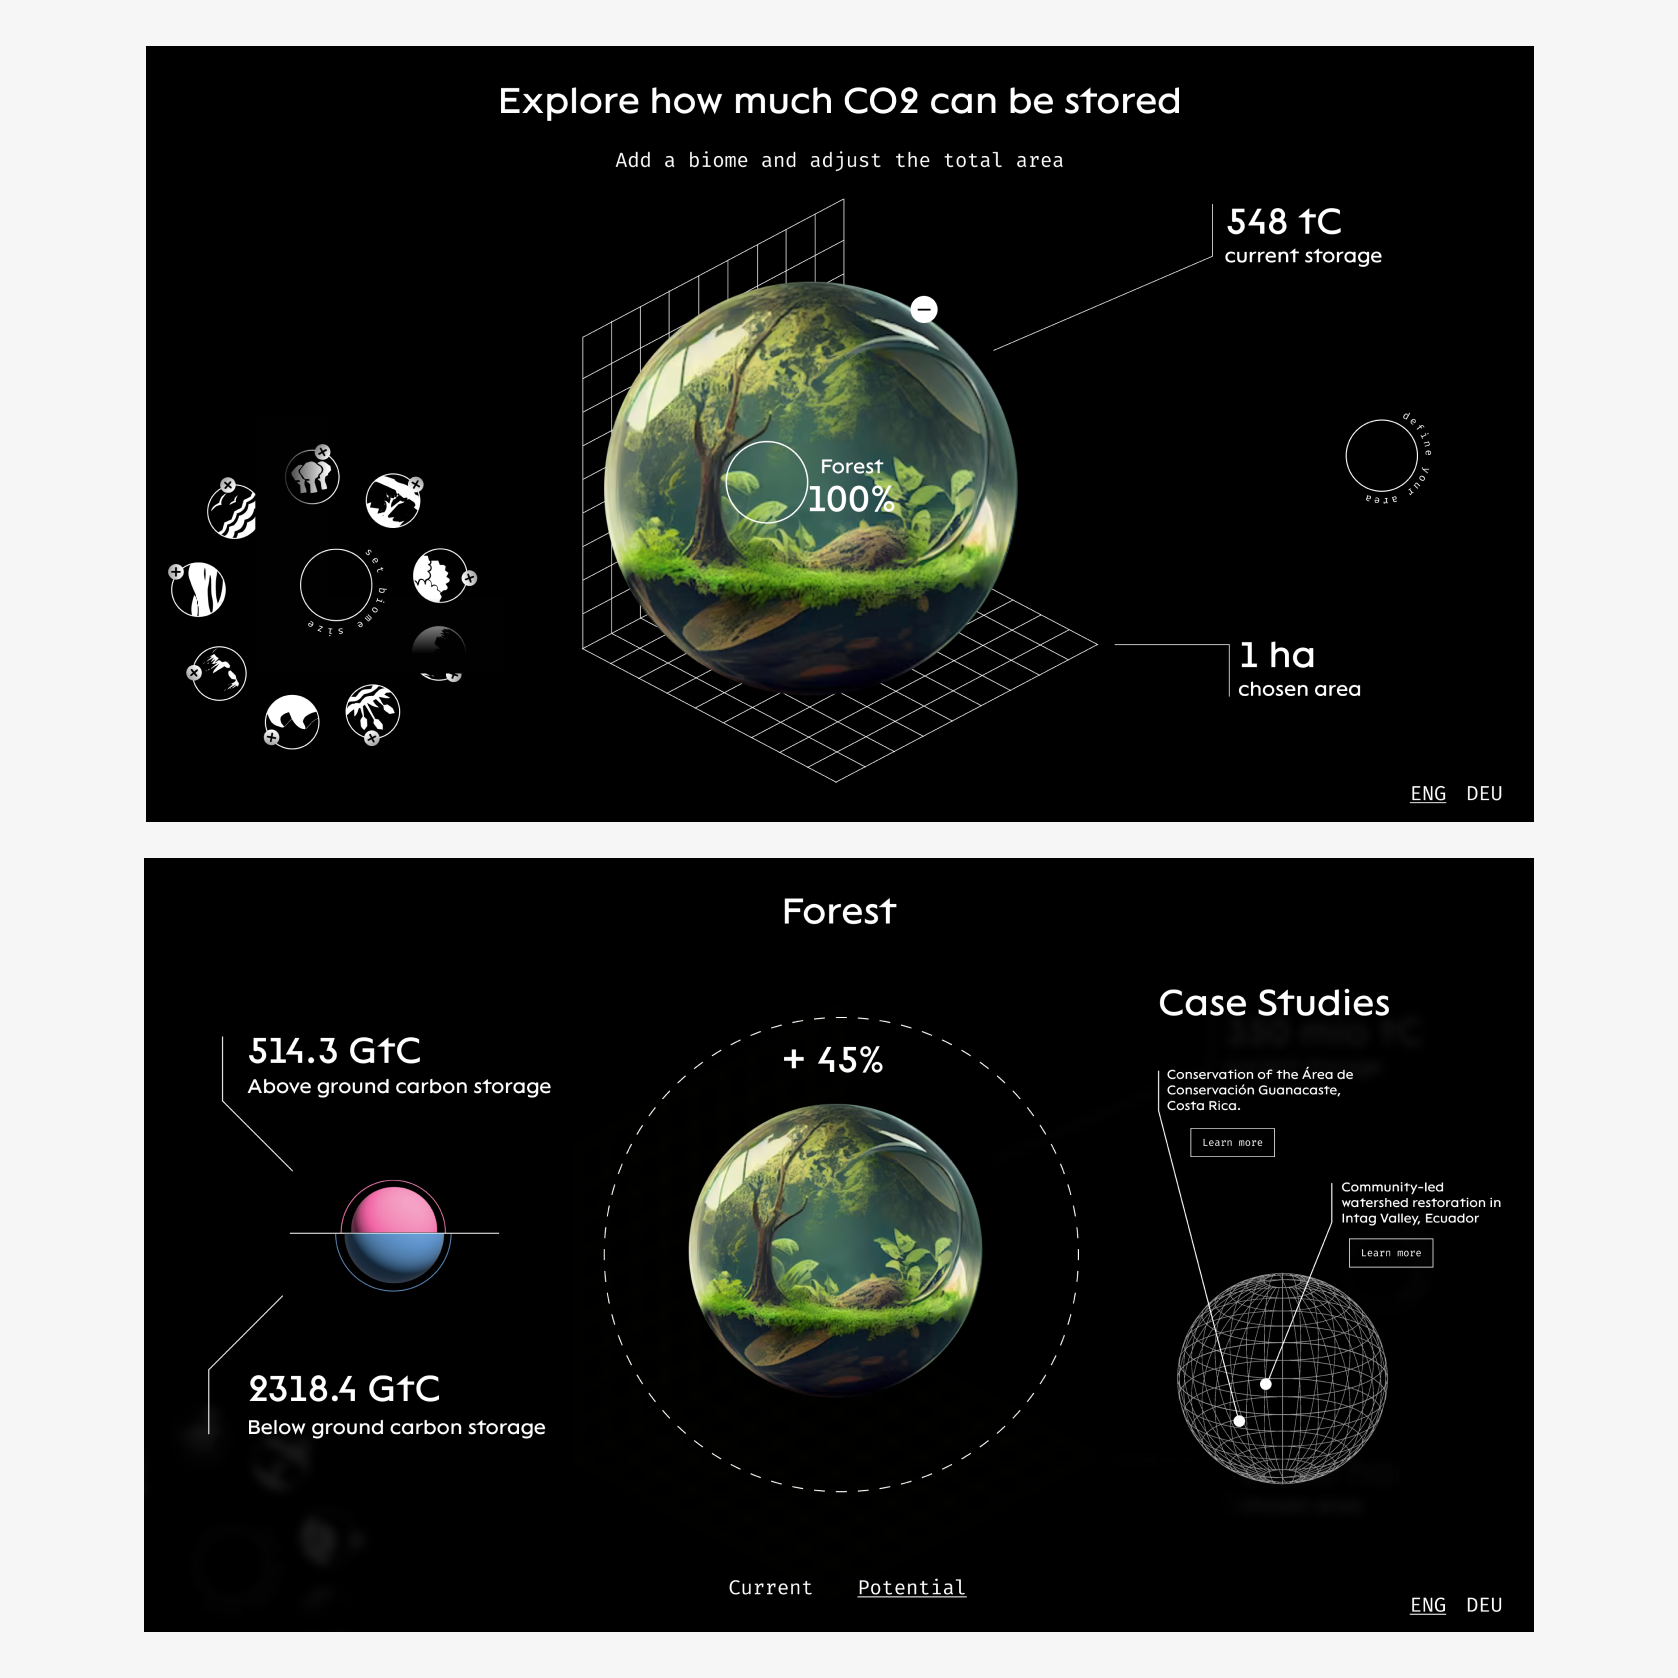 Explore how much CO2 can be stored
Add a biome and adjust the total area
548 tC
current storage
define your area
Forest
100%
set biome size
1 ha
chosen area
ENG DEU
Forest
Case Studies
514.3 GtC
Above ground carbon storage
+ 45%
Conservation of the Área de
Conservación Guanacaste,
Costa Rica.
Learn more
Community-led
watershed restoration in
Intag Valley, Ecuador
Learn more
2318.4 GtC
Below ground carbon storage
Current Potential
ENG DEU